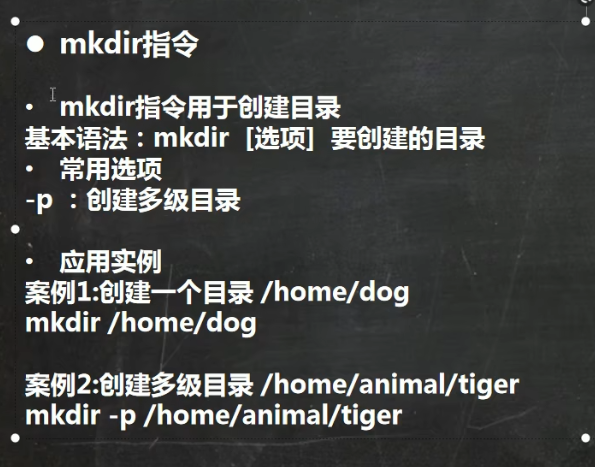 ● mkdir指令
• mkdir指令用于创建目录
基本语法：mkdir [选项] 要创建的目录
• 常用选项
-p ：创建多级目录
• 应用实例
案例1:创建一个目录 /home/dog
mkdir /home/dog
案例2:创建多级目录 /home/animal/tiger
mkdir -p /home/animal/tiger